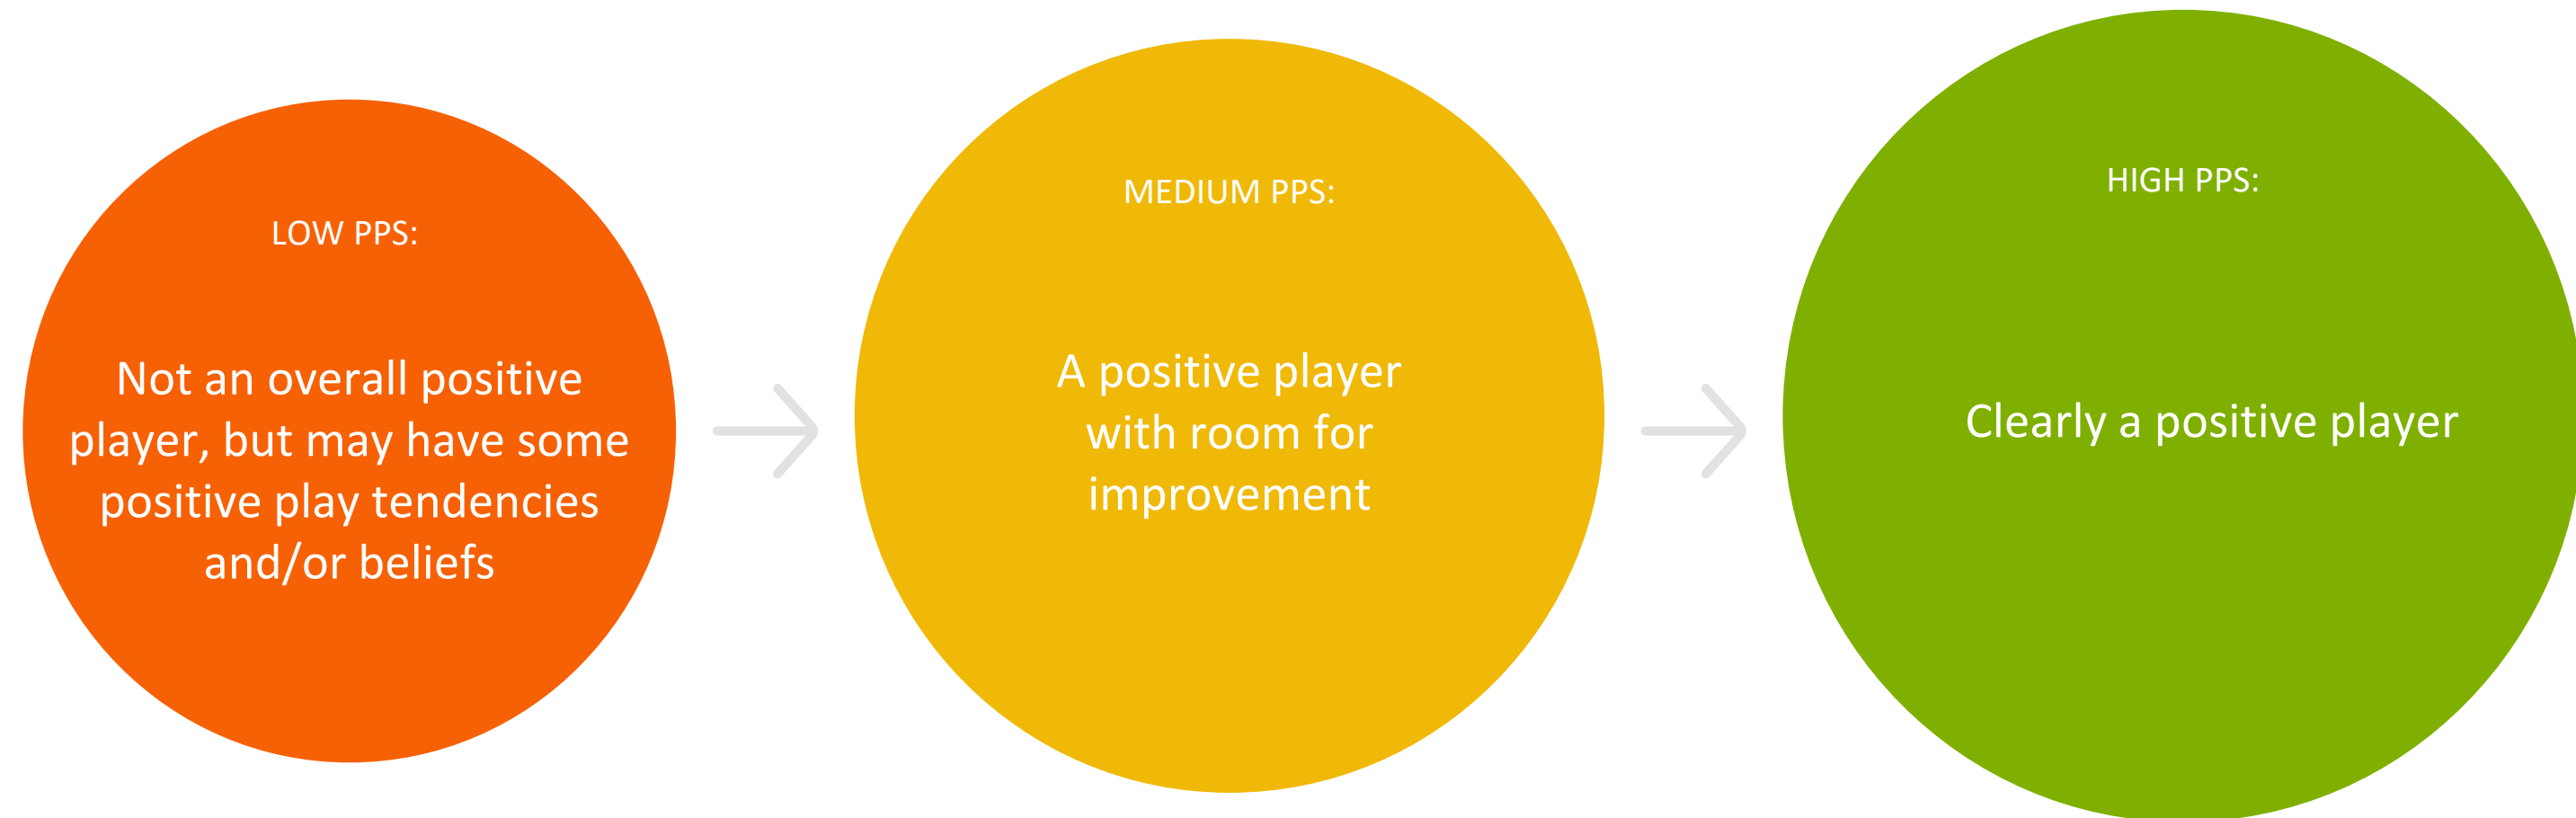 LOW PPS:
Not an overall positive
player, but may have some
positive play tendencies
and/or beliefs
MEDIUM PPS:
A positive player
with room for
improvement
HIGH PPS:
Clearly a positive player